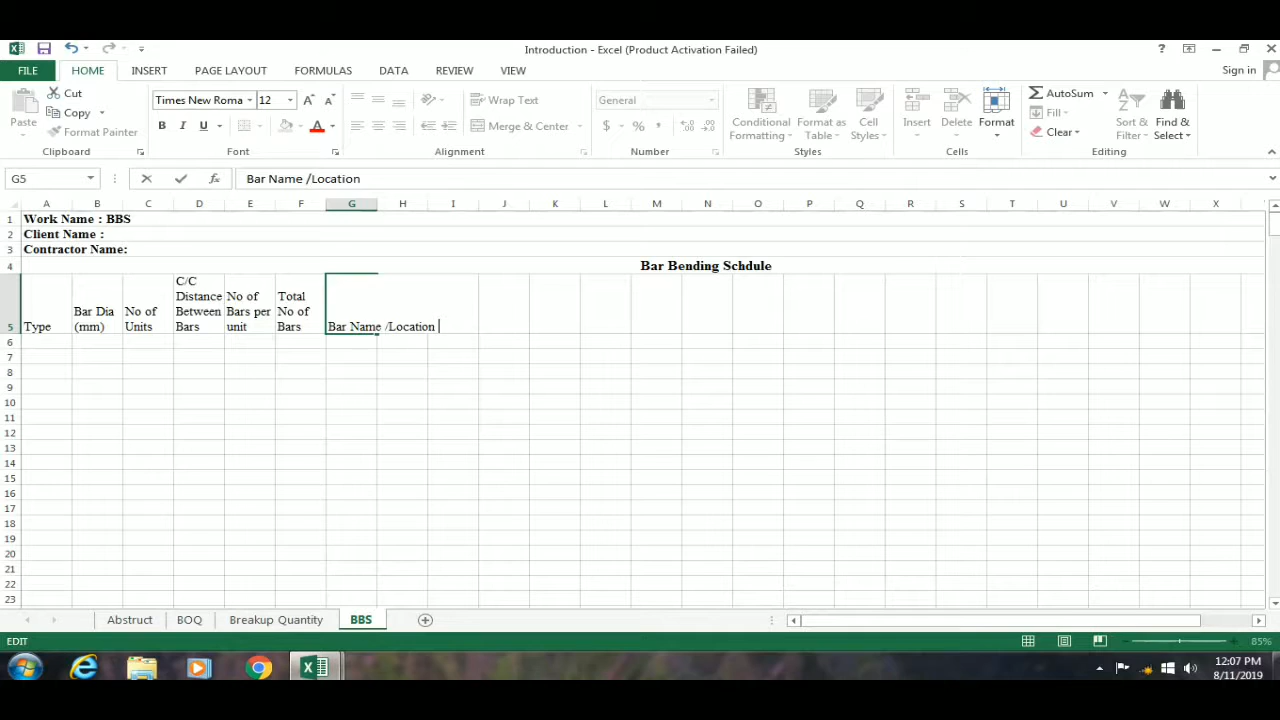 Introduction - Excel (Product Activation Failed)
?
FILE HOME INSERT PAGE LAYOUT FORMULAS DATA REVIEW VIEW Sign in
Paste
Cut
Copy
Format Painter
Clipboard
Times New Roma 12 A A
B I U A
Font
Wrap Text
Merge & Center
Alignment
General
$ % , .0 .00 .00 .0
Number
Conditional Formatting
Format as Table
Cell Styles
Styles
Insert
Delete
Format
Cells
AutoSum
Fill
Clear
Sort & Filter
Find & Select
Editing
G5 fx Bar Name /Location
A B C D E F G H I J K L M N O P Q R S T U V W X
1 Work Name : BBS
2 Client Name :
3 Contractor Name:
4 Bar Bending Schdule
5 Type
Bar Dia
(mm)
No of
Units
C/C
Distance
Between
Bars
No of
Bars per
unit
Total
No of
Bars
Bar Name /Location
6
7
8
9
10
11
12
13
14
15
16
17
18
19
20
21
22
23
Abstruct BOQ Breakup Quantity BBS
EDIT 85%
12:07 PM
8/11/2019